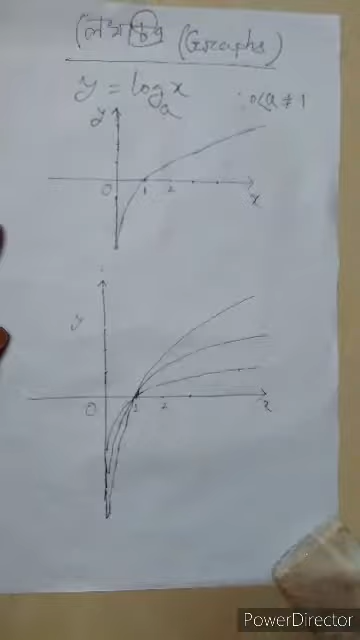 লেখচিত্র (Graphs)
y = logₐx : 0<a≠1
y
0 1 2 x
y
0 1 2 x
PowerDirector